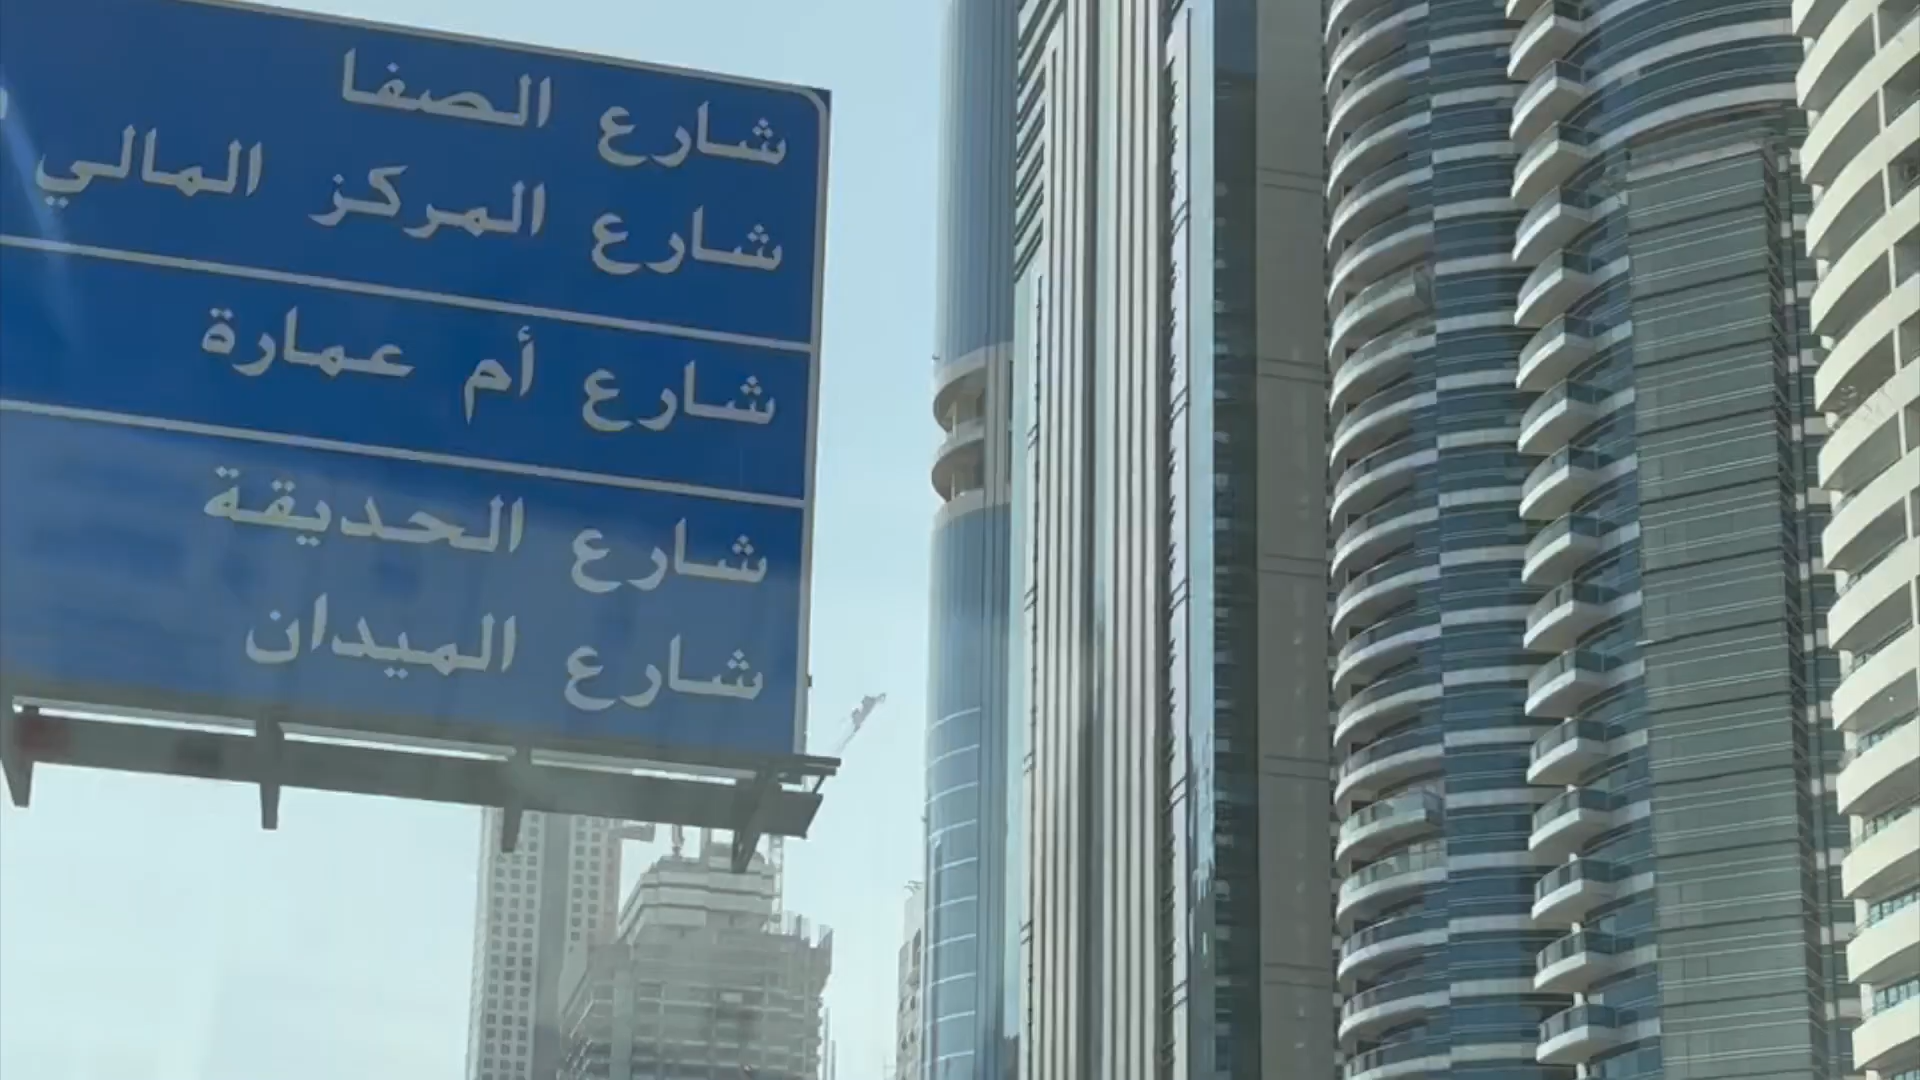 شارع الصفا
شارع المركز المالي
شارع أم عمارة
شارع الحديقة
شارع الميدان